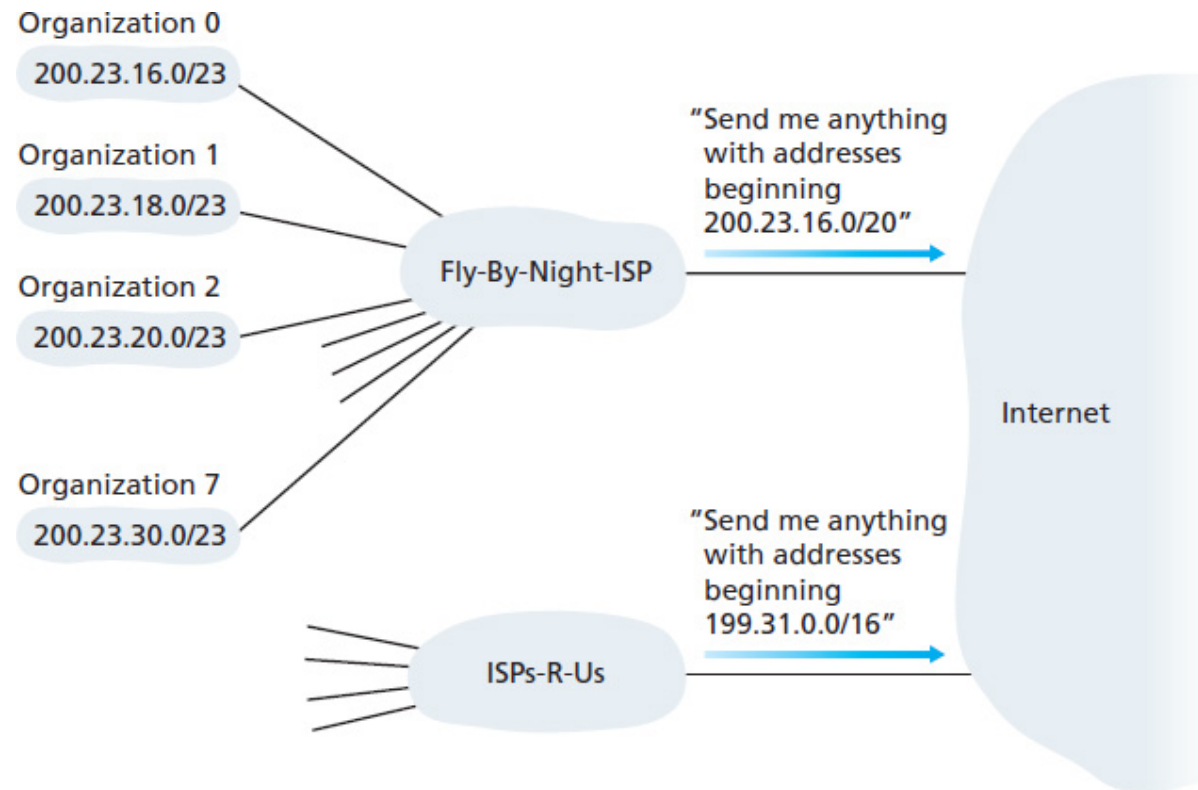 Organization 0
200.23.16.0/23
Organization 1
200.23.18.0/23
Organization 2
200.23.20.0/23
Organization 7
200.23.30.0/23
Fly-By-Night-ISP
"Send me anything
with addresses
beginning
200.23.16.0/20"
Internet
ISPs-R-Us
"Send me anything
with addresses
beginning
199.31.0.0/16"